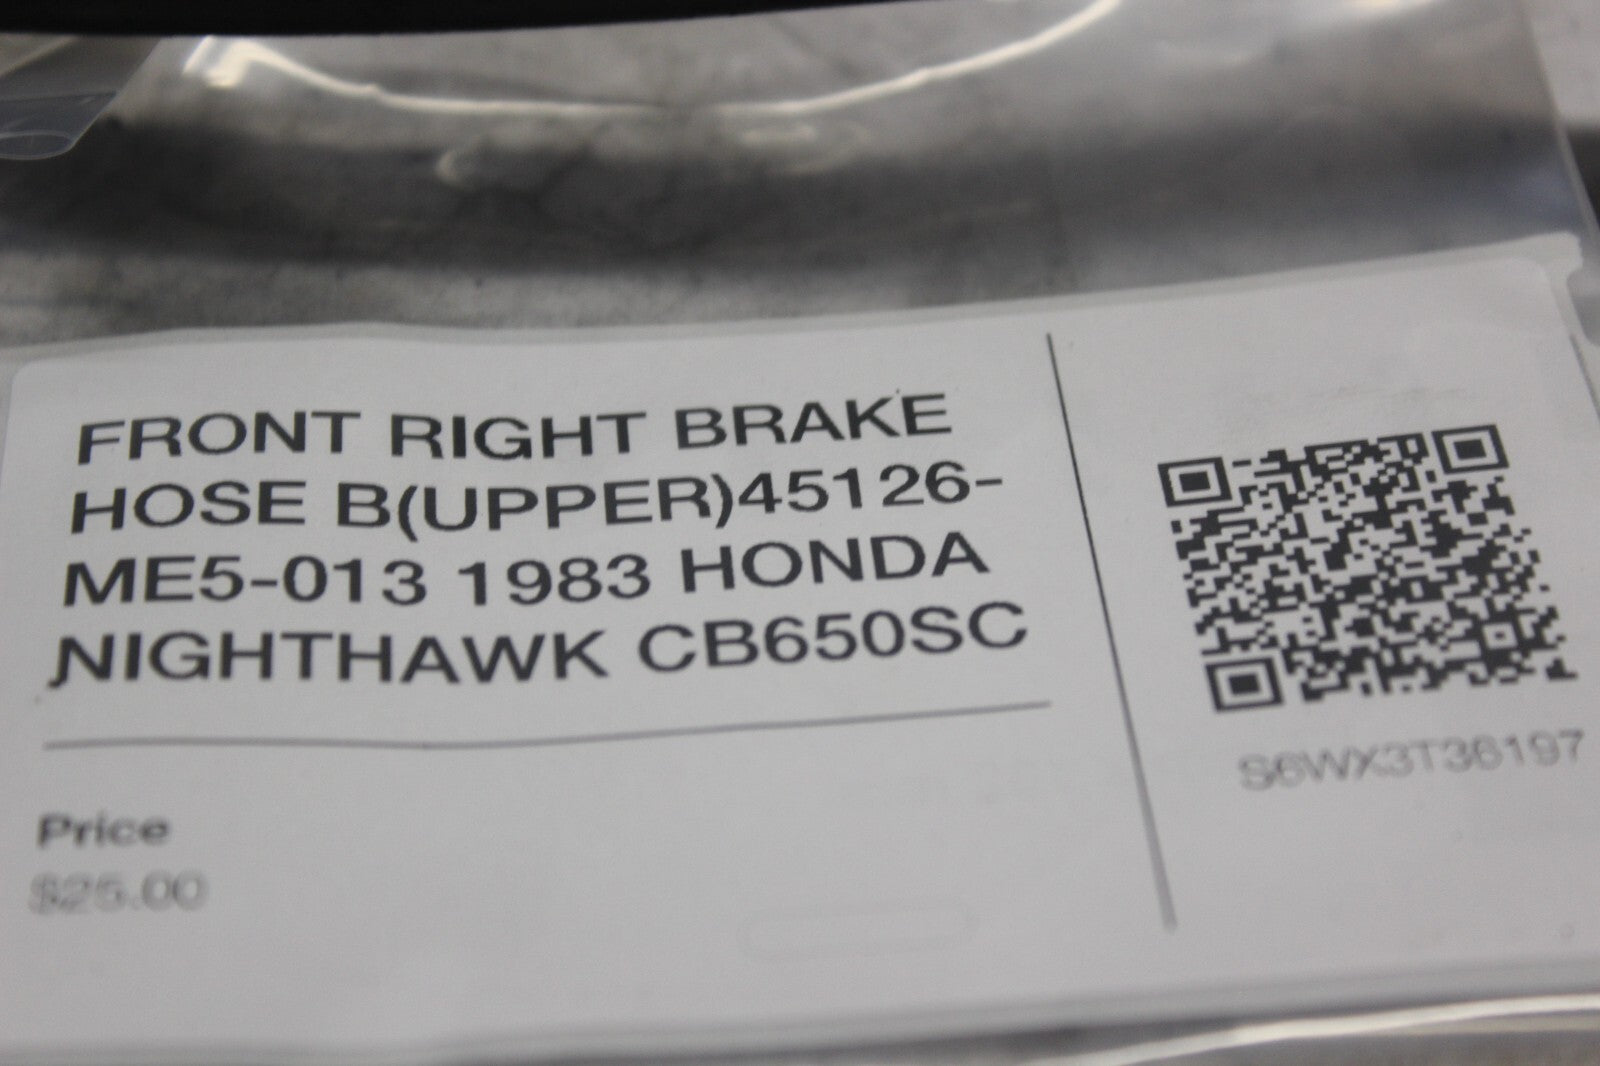 FRONT RIGHT BRAKE
HOSE B(UPPER)45126-
ME5-013 1983 HONDA
NIGHTHAWK CB650SC
Price
$25.00
S6WX3T36197